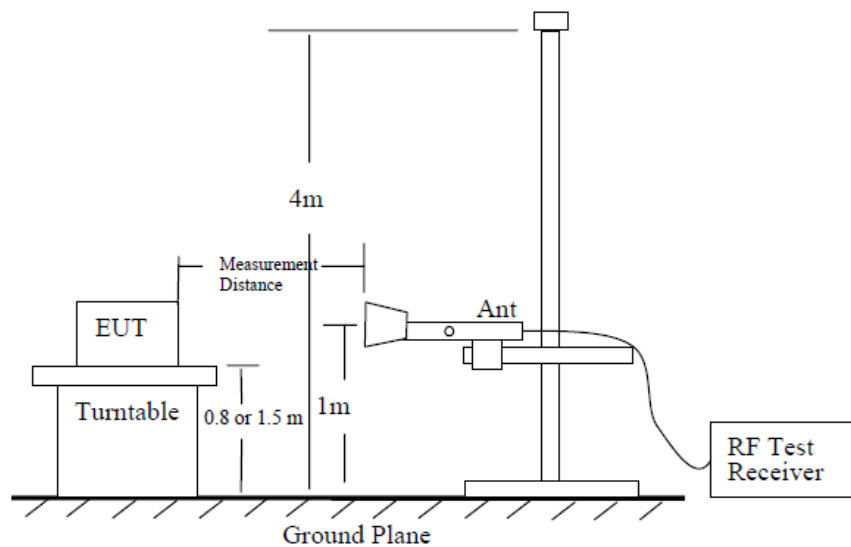 4m
Measurement
Distance
EUT
Ant
Turntable
0.8 or 1.5 m
1m
RF Test
Receiver
Ground Plane